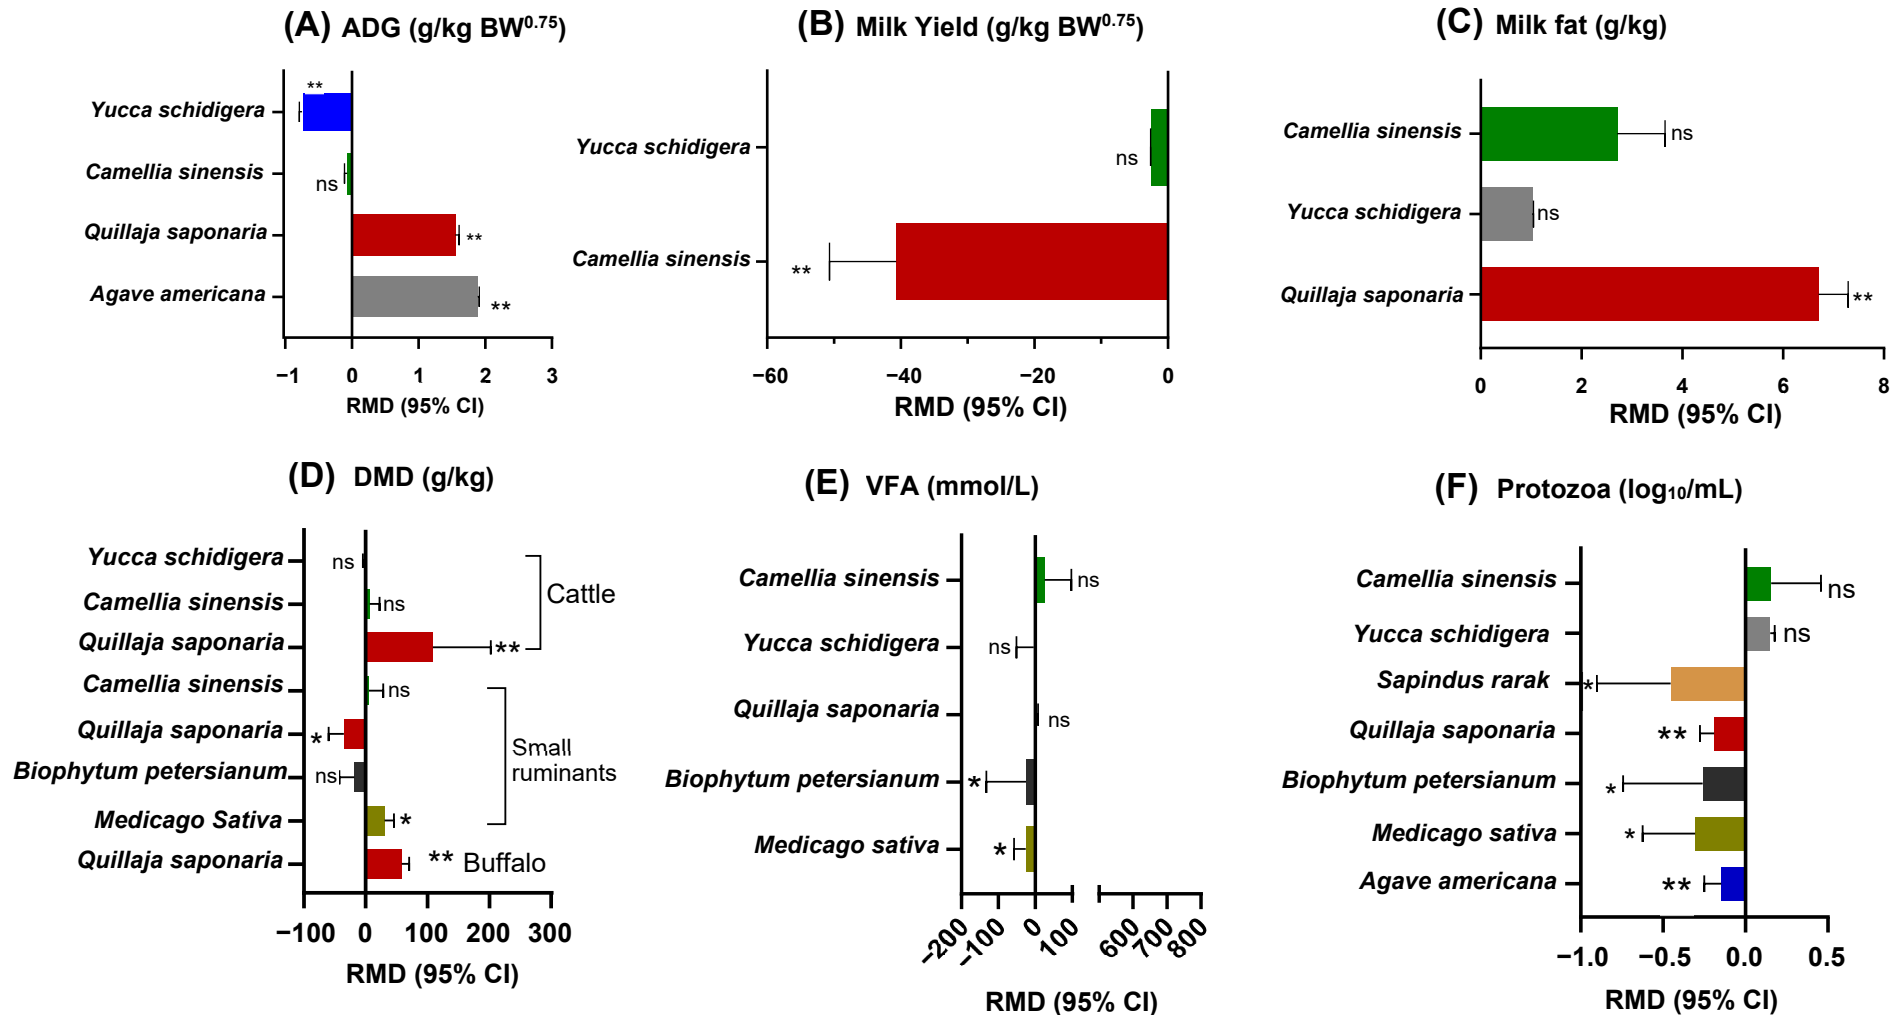 (A) ADG (g/kg BW⁰·⁷⁵)
**
Yucca schidigera
Camellia sinensis
ns
Quillaja saponaria
**
Agave americana
**
−1 0 1 2 3
RMD (95% CI)
(B) Milk Yield (g/kg BW⁰·⁷⁵)
Yucca schidigera
ns
Camellia sinensis
**
−60 −40 −20 0
RMD (95% CI)
(C) Milk fat (g/kg)
Camellia sinensis
ns
Yucca schidigera
ns
Quillaja saponaria
**
0 2 4 6 8
RMD (95% CI)
(D) DMD (g/kg)
Yucca schidigera
ns
Camellia sinensis
ns
Cattle
Quillaja saponaria
**
Camellia sinensis
ns
Quillaja saponaria
*
Small
ruminants
Biophytum petersianum
ns
Medicago Sativa
*
Quillaja saponaria
** Buffalo
−100 0 100 200 300
RMD (95% CI)
(E) VFA (mmol/L)
Camellia sinensis
ns
Yucca schidigera
ns
Quillaja saponaria
ns
Biophytum petersianum
*
Medicago sativa
*
−200 −100 0 100 600 700 800
RMD (95% CI)
(F) Protozoa (log₁₀/mL)
Camellia sinensis
ns
Yucca schidigera
ns
Sapindus rarak
*
Quillaja saponaria
**
Biophytum petersianum
*
Medicago sativa
*
Agave americana
**
−1.0 −0.5 0.0 0.5
RMD (95% CI)